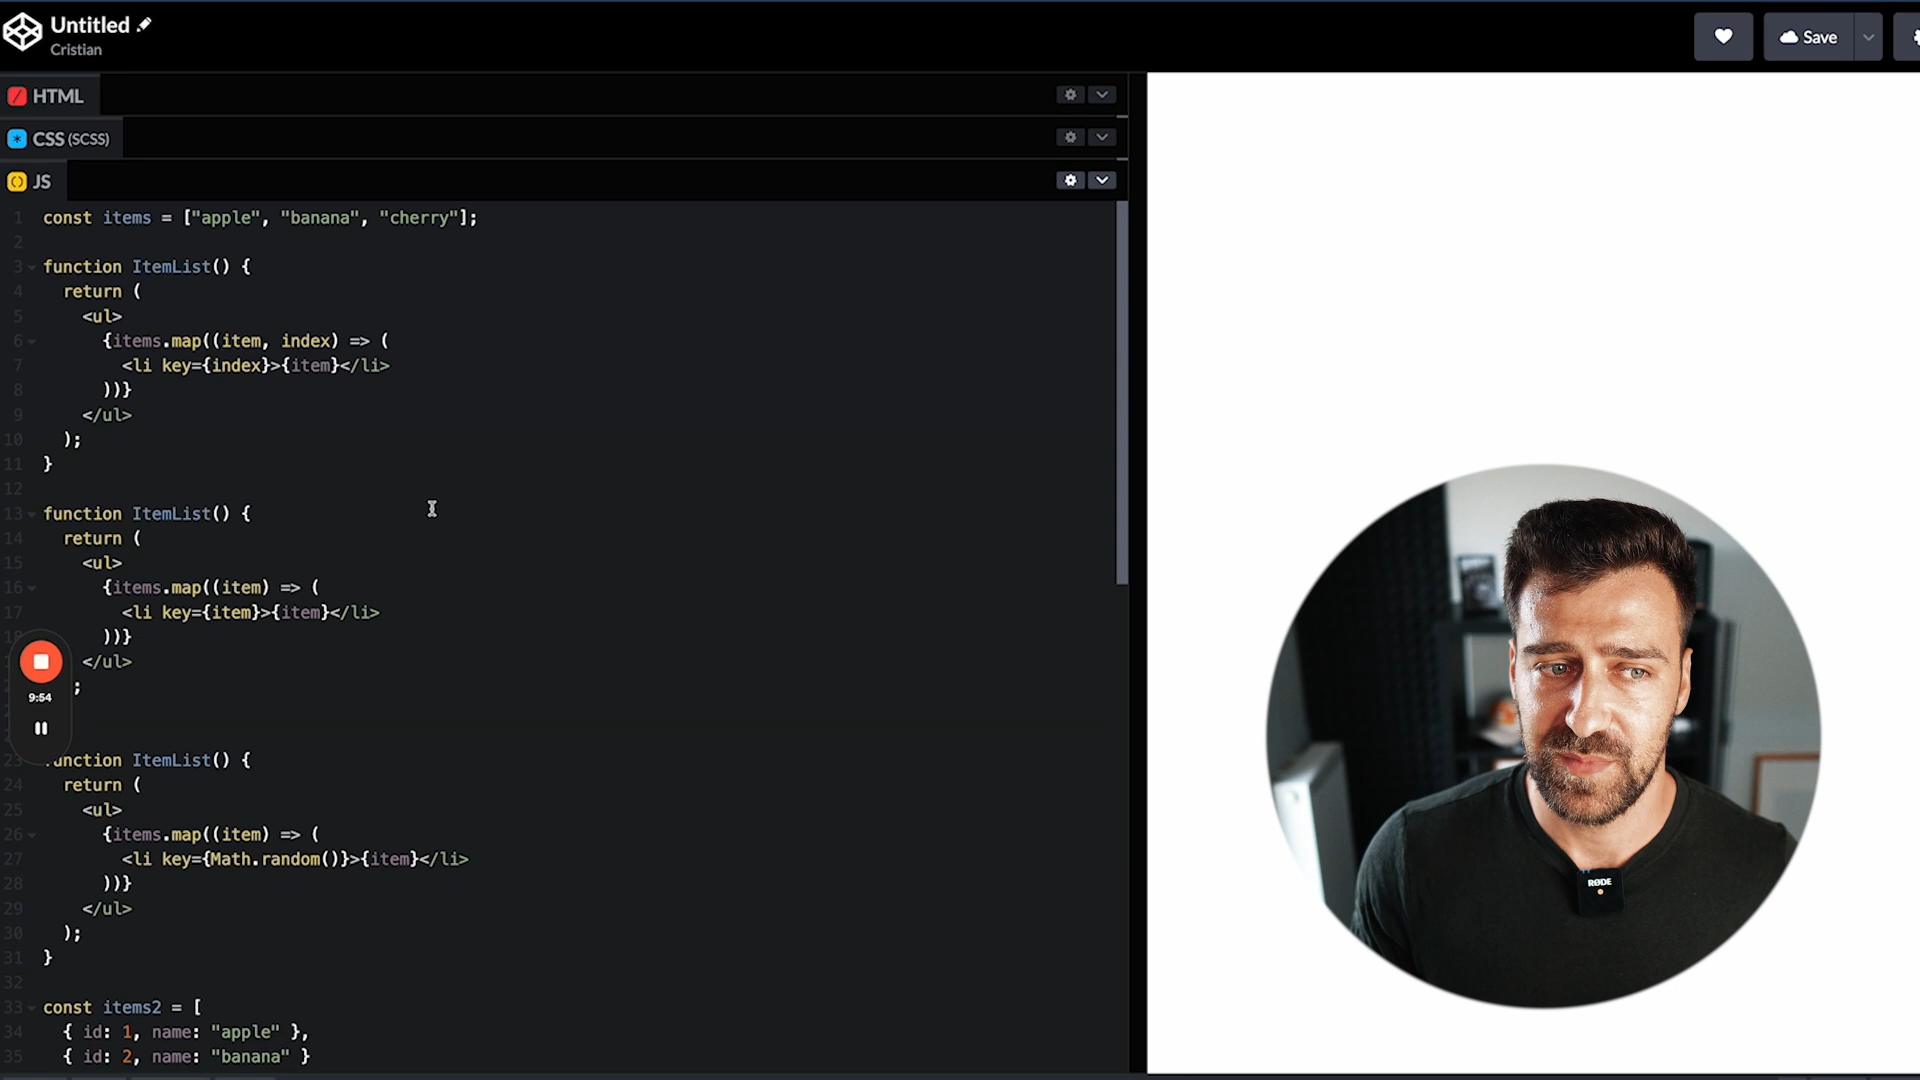 Untitled
Cristian
Save
HTML
CSS (SCSS)
JS
1 const items = ["apple", "banana", "cherry"];
2
3 function ItemList() {
4   return (
5     <ul>
6       {items.map((item, index) => (
7         <li key={index}>{item}</li>
8       ))}
9     </ul>
10   );
11 }
12
13 function ItemList() {
14   return (
15     <ul>
16       {items.map((item) => (
17         <li key={item}>{item}</li>
      ))}
    </ul>
  ;
9:54
23 unction ItemList() {
24   return (
25     <ul>
26       {items.map((item) => (
27         <li key={Math.random()}>{item}</li>
28       ))}
29     </ul>
30   );
31 }
32
33 const items2 = [
34   { id: 1, name: "apple" },
35   { id: 2, name: "banana" }
RØDE